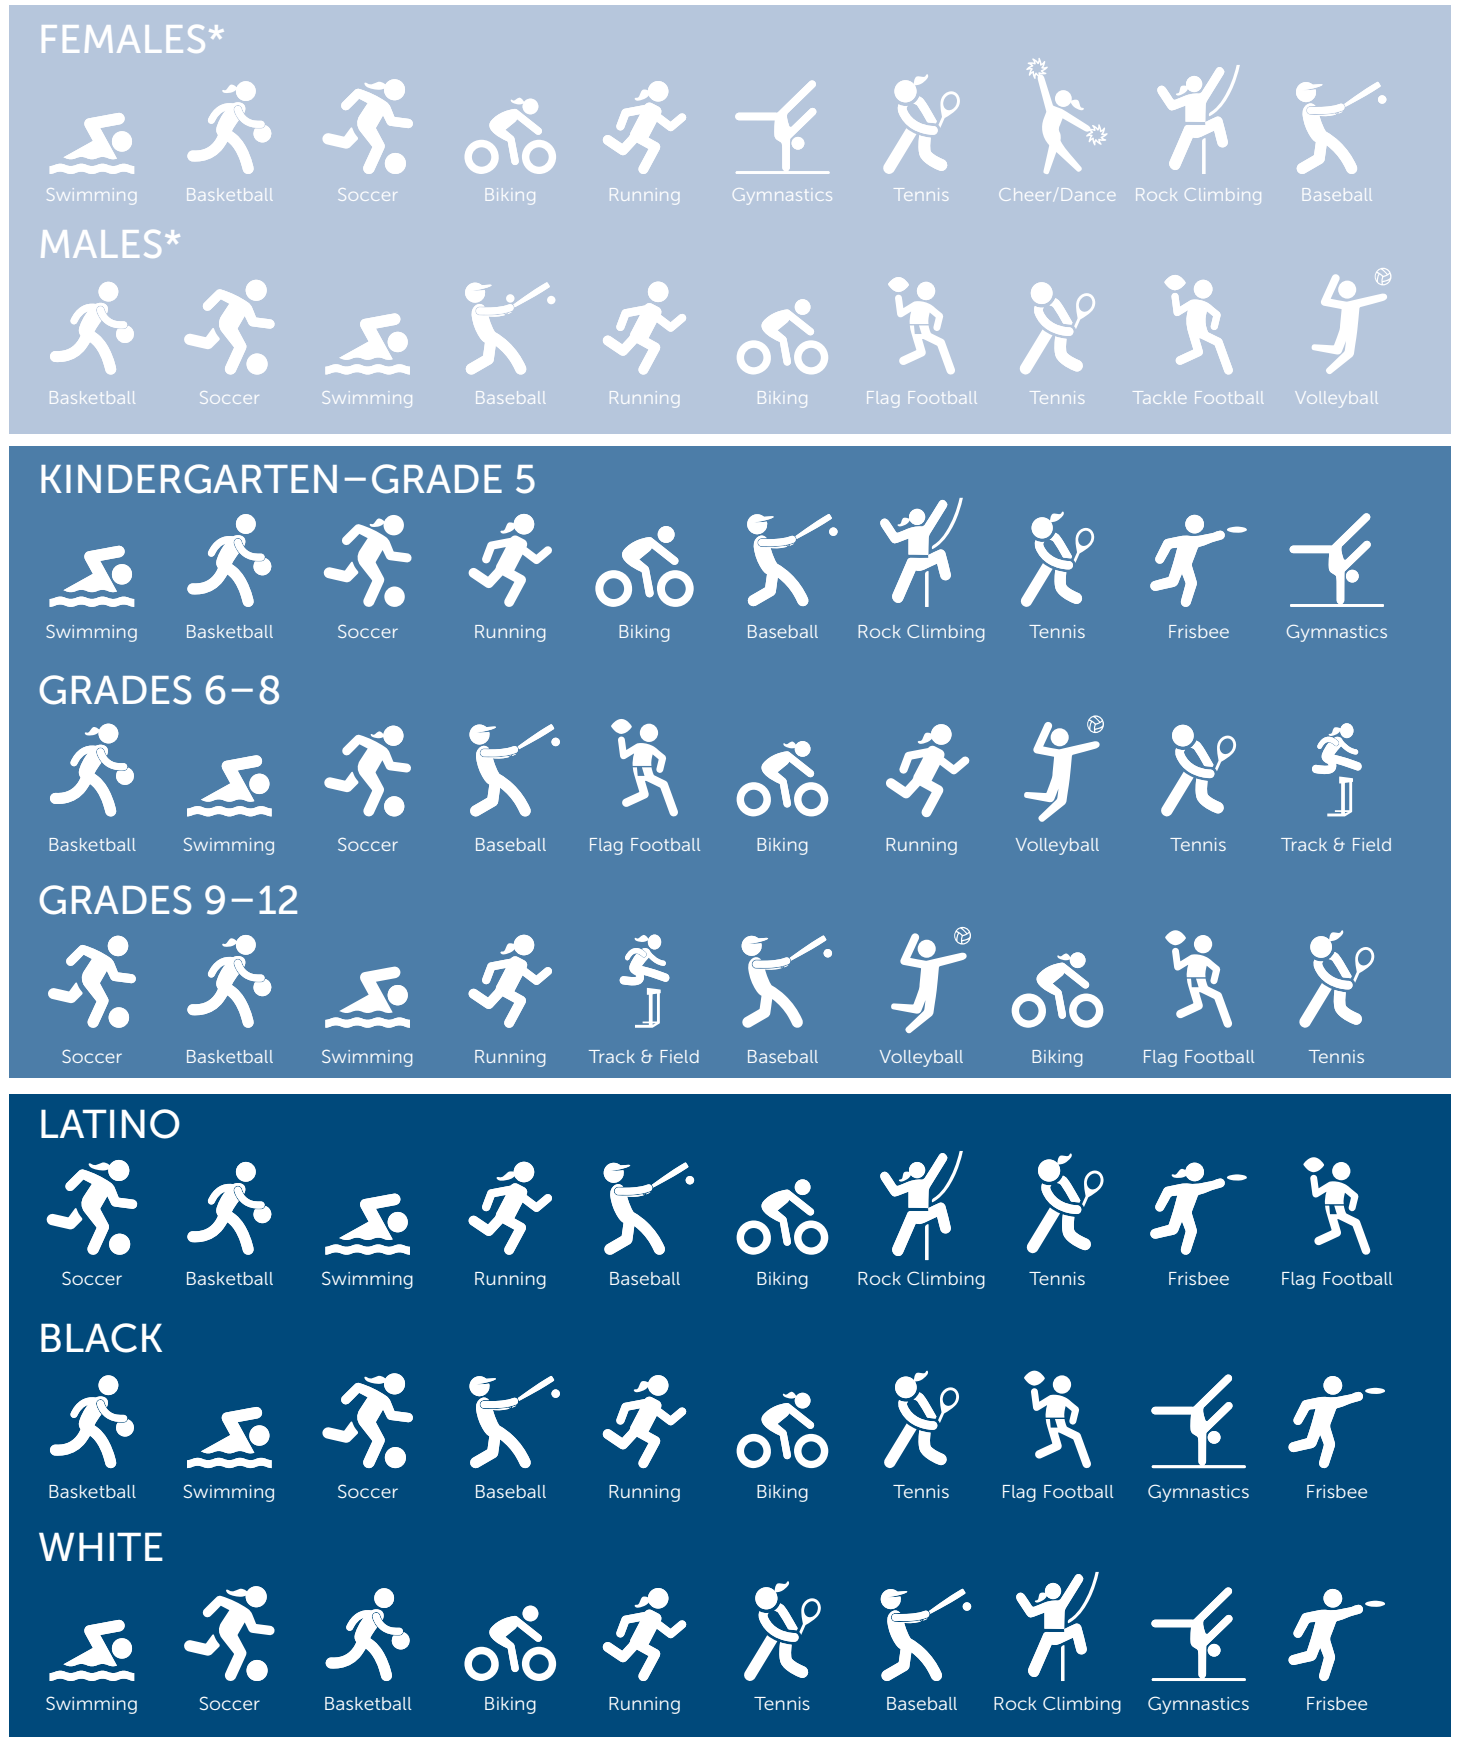 FEMALES*
Swimming Basketball Soccer Biking Running Gymnastics Tennis Cheer/Dance Rock Climbing Baseball
MALES*
Basketball Soccer Swimming Baseball Running Biking Flag Football Tennis Tackle Football Volleyball
KINDERGARTEN–GRADE 5
Swimming Basketball Soccer Running Biking Baseball Rock Climbing Tennis Frisbee Gymnastics
GRADES 6–8
Basketball Swimming Soccer Baseball Flag Football Biking Running Volleyball Tennis Track & Field
GRADES 9–12
Soccer Basketball Swimming Running Track & Field Baseball Volleyball Biking Flag Football Tennis
LATINO
Soccer Basketball Swimming Running Baseball Biking Rock Climbing Tennis Frisbee Flag Football
BLACK
Basketball Swimming Soccer Baseball Running Biking Tennis Flag Football Gymnastics Frisbee
WHITE
Swimming Soccer Basketball Biking Running Tennis Baseball Rock Climbing Gymnastics Frisbee